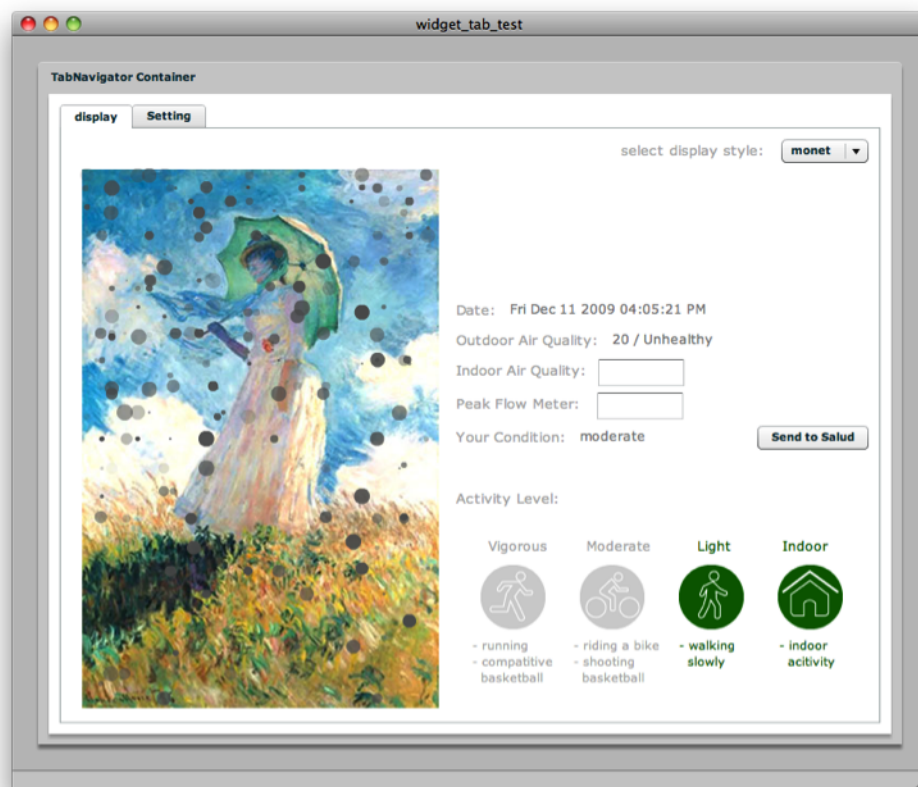 widget_tab_test
TabNavigator Container
display Setting
select display style: monet
Date: Fri Dec 11 2009 04:05:21 PM
Outdoor Air Quality: 20 / Unhealthy
Indoor Air Quality:
Peak Flow Meter:
Your Condition: moderate Send to Salud
Activity Level:
Vigorous Moderate Light Indoor
- running - riding a bike - walking - indoor
- compatitive - shooting slowly acitivity
basketball basketball